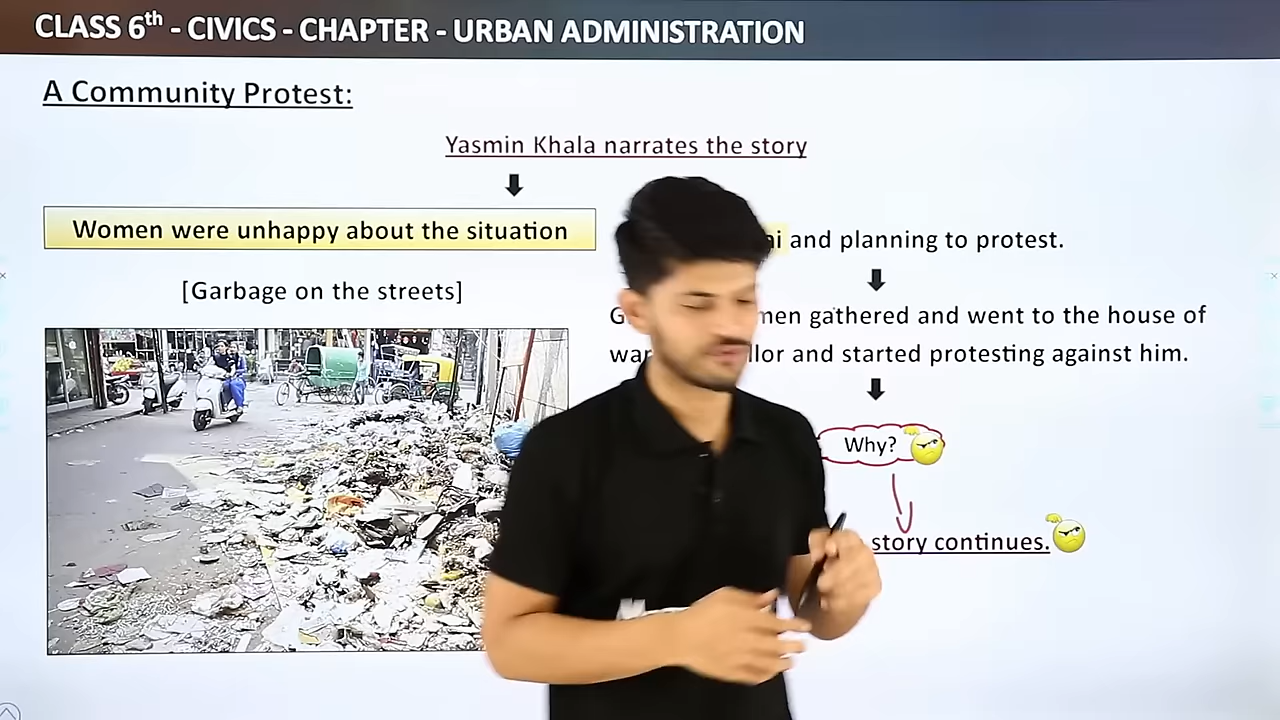 CLASS 6th - CIVICS - CHAPTER - URBAN ADMINISTRATION
A Community Protest:
Yasmin Khala narrates the story
Women were unhappy about the situation
[Garbage on the streets]
and planning to protest.
gathered and went to the house of
and started protesting against him.
Why?
story continues.